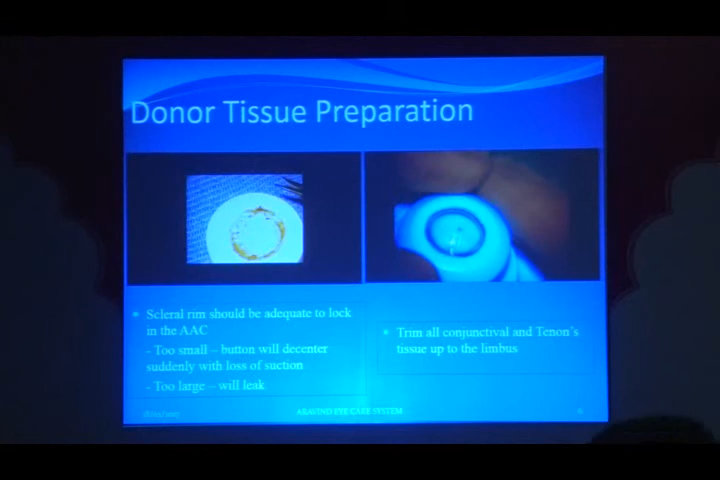 Donor Tissue Preparation
Scleral rim should be adequate to lock
in the AAC
- Too small – button will decenter
suddenly with loss of suction
- Too large – will leak
Trim all conjunctival and Tenon's
tissue up to the limbus
ARAVIND EYE CARE SYSTEM